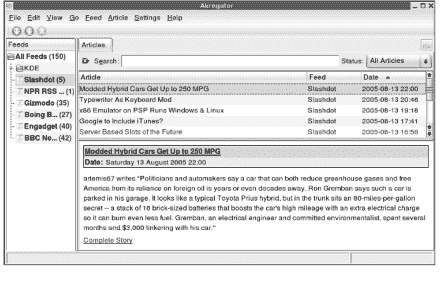 Akregator
File Edit View Go Feed Article Settings Help
Feeds
Articles
All Feeds (150)
KDE
Slashdot (5)
NPR RSS ... (1)
Gizmodo (35)
Boing B... (27)
Engadget (40)
BBC Ne... (42)
Search:
Status: All Articles
Article Feed Date
Modded Hybrid Cars Get Up to 250 MPG Slashdot 2005-08-13 22:00
Typewriter As Keyboard Mod Slashdot 2005-08-13 20:46
x86 Emulator on PSP Runs Windows & Linux Slashdot 2005-08-13 19:18
Google to Include iTunes? Slashdot 2005-08-13 17:41
Server Based Slots of the Future Slashdot 2005-08-13 16:56
Modded Hybrid Cars Get Up to 250 MPG
Date: Saturday 13 August 2005 22:00
artemis67 writes "Politicians and automakers say a car that can both reduce greenhouse gases and free
America from its reliance on foreign oil is years or even decades away. Ron Gremban says such a car is
parked in his garage. It looks like a typical Toyota Prius hybrid, but in the trunk sits an 80-miles-per-gallon
secret -- a stack of 18 brick-sized batteries that boosts the car's high mileage with an extra electrical charge
so it can burn even less fuel. Gremban, an electrical engineer and committed environmentalist, spent several
months and $3,000 tinkering with his car."
Complete Story